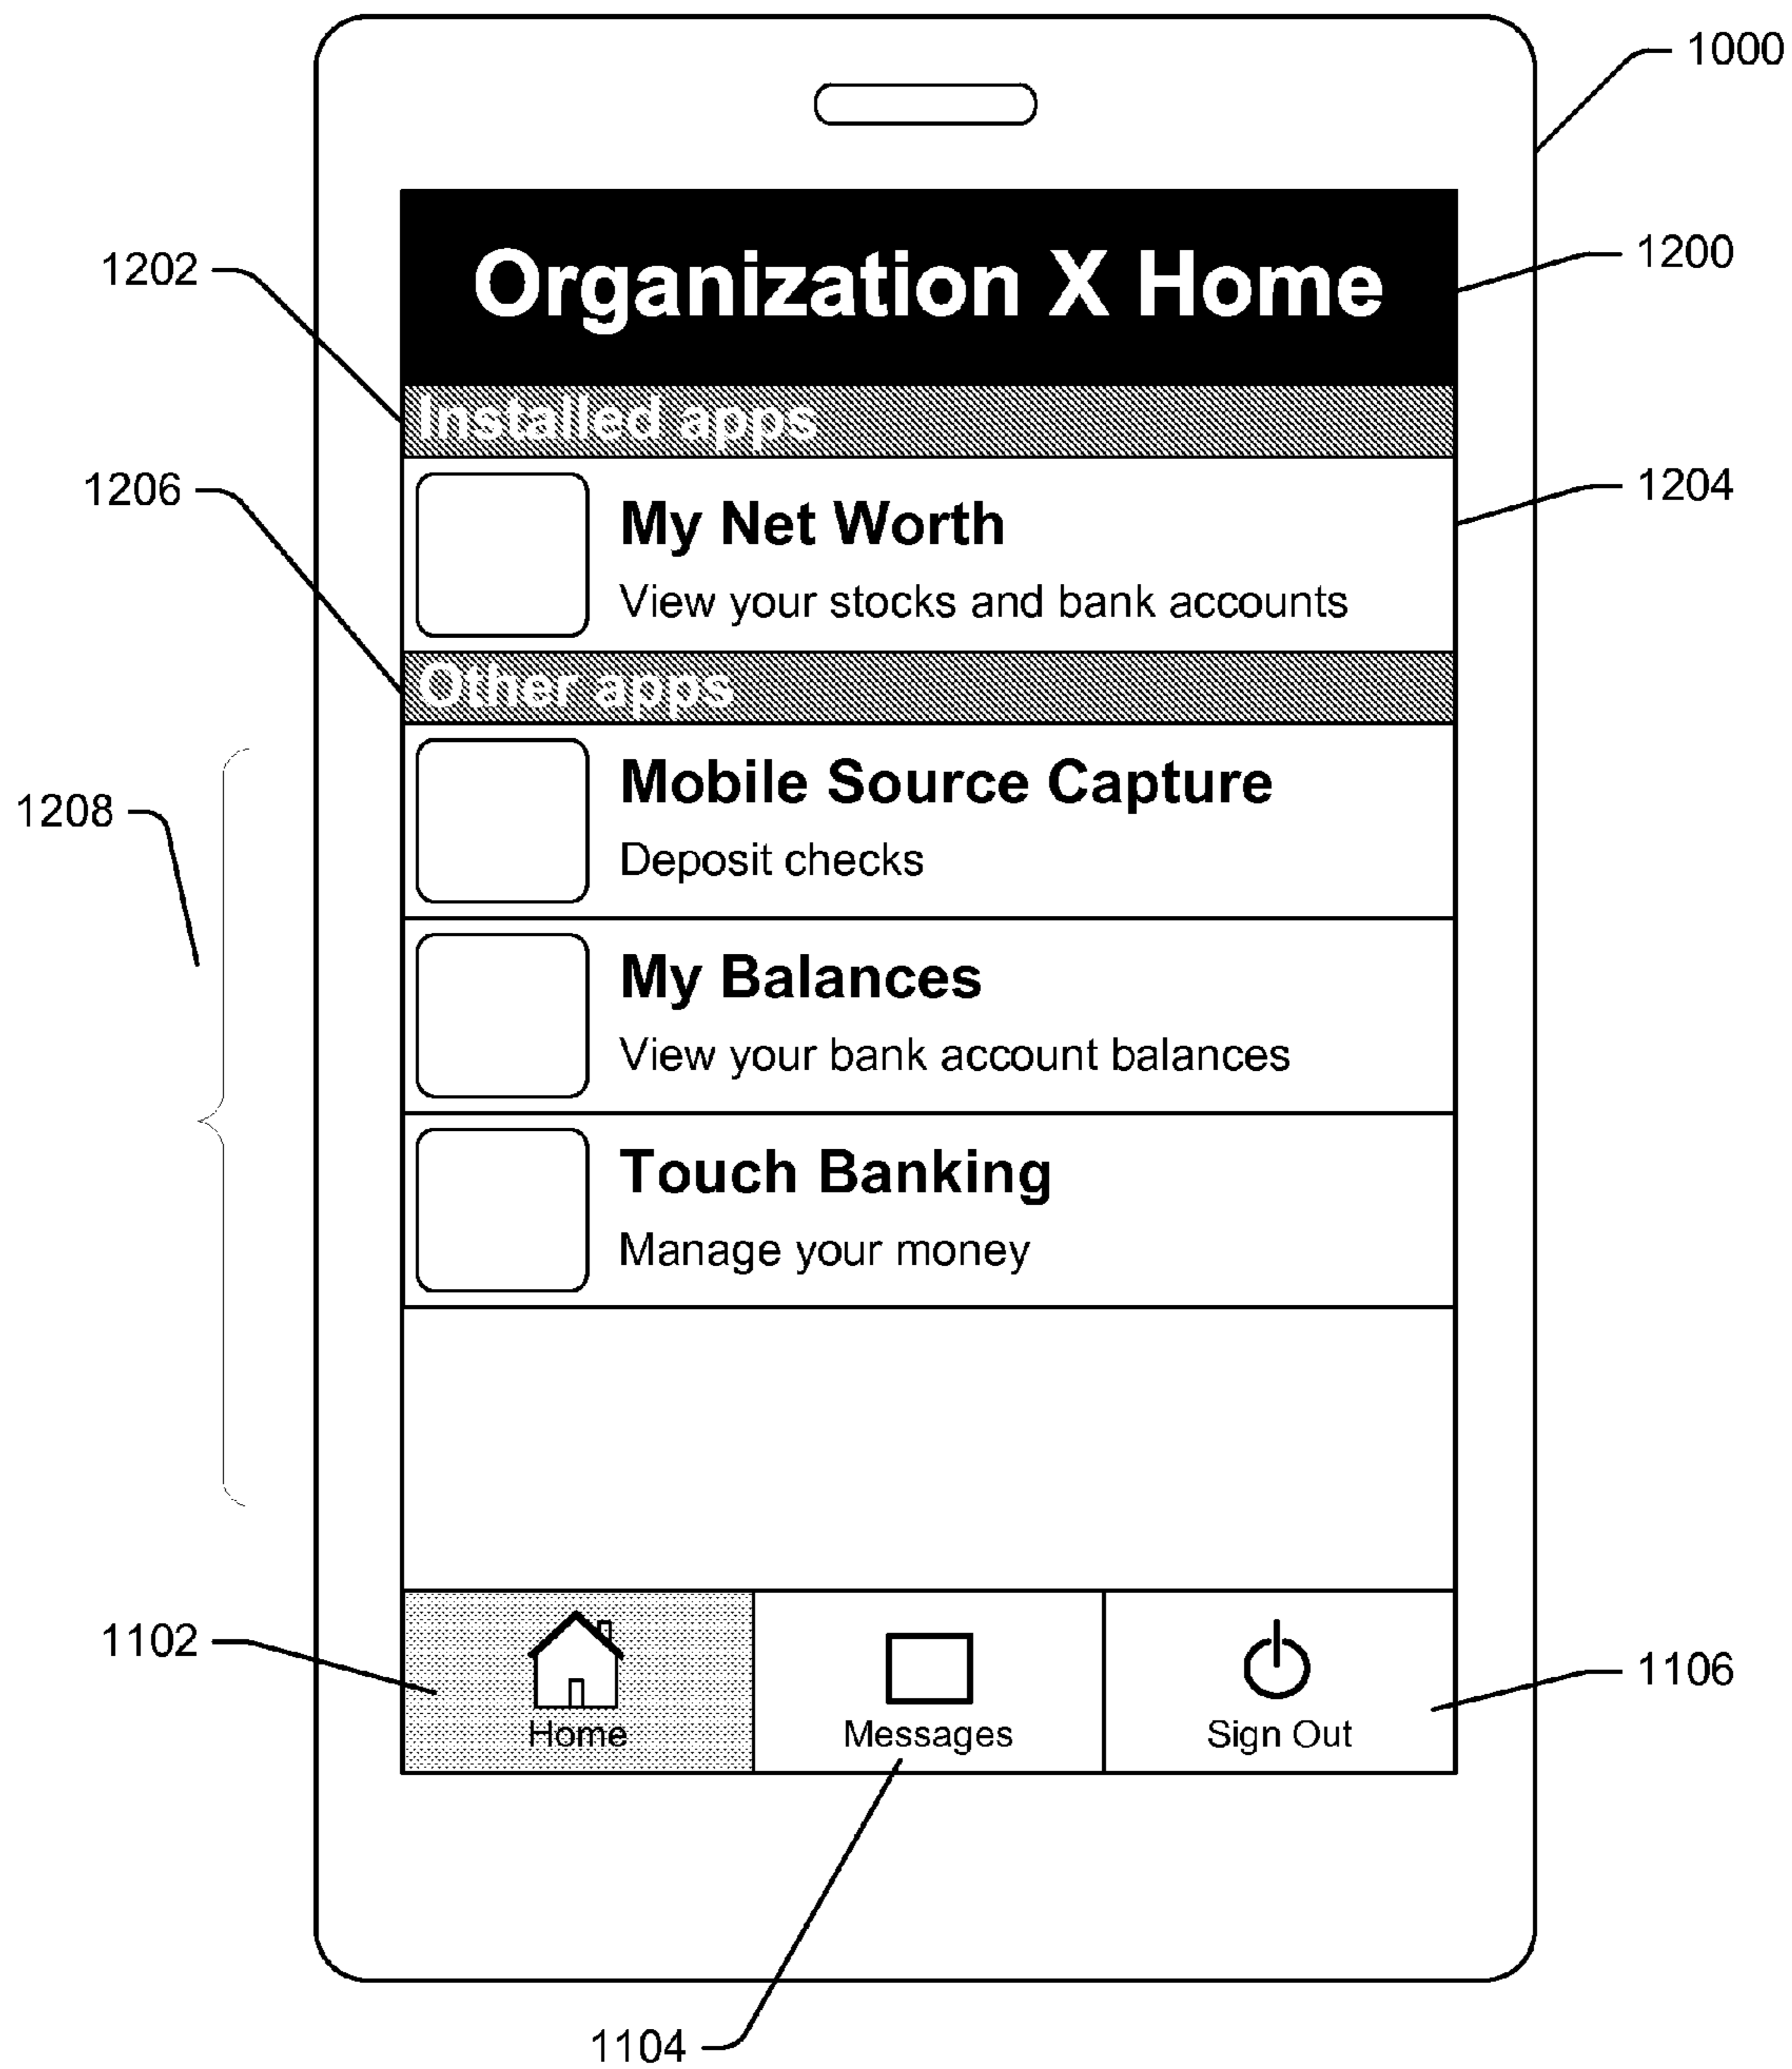 1000
Organization X Home
1200
1202
Installed apps
1206
My Net Worth
1204
View your stocks and bank accounts
Other apps
1208
Mobile Source Capture
Deposit checks
My Balances
View your bank account balances
Touch Banking
Manage your money
1102
Home
Messages
Sign Out
1106
1104